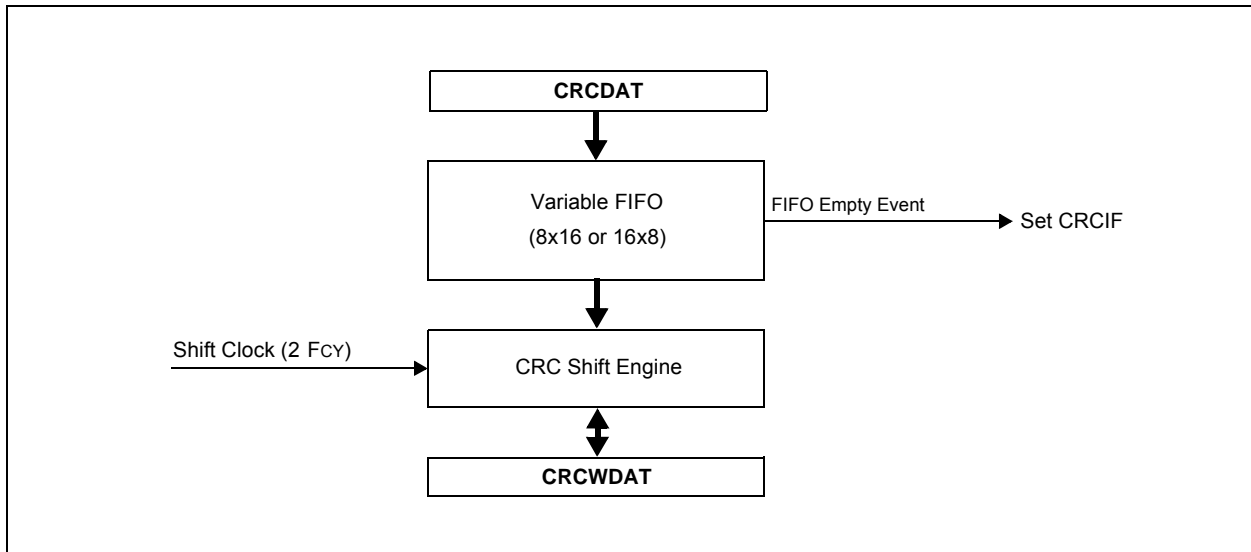 CRCDAT
Variable FIFO
(8x16 or 16x8)
FIFO Empty Event
Set CRCIF
Shift Clock (2 FCY)
CRC Shift Engine
CRCWDAT